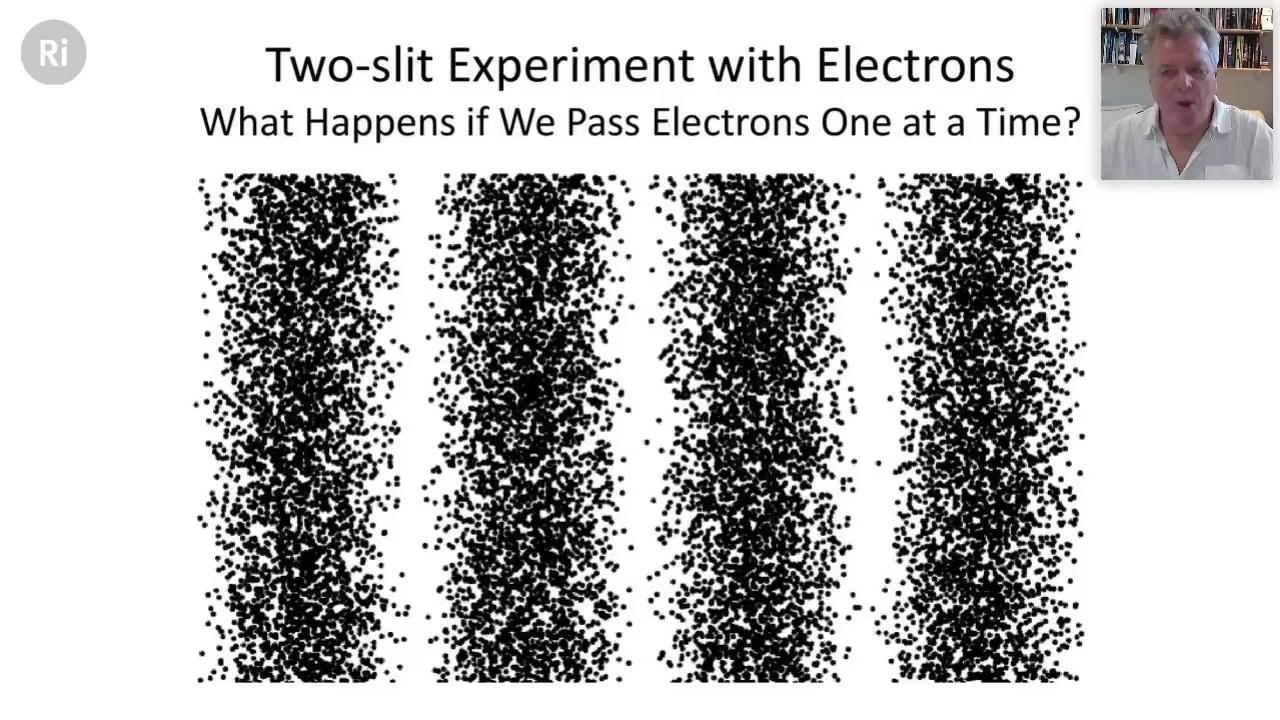 Ri
Two-slit Experiment with Electrons
What Happens if We Pass Electrons One at a Time?